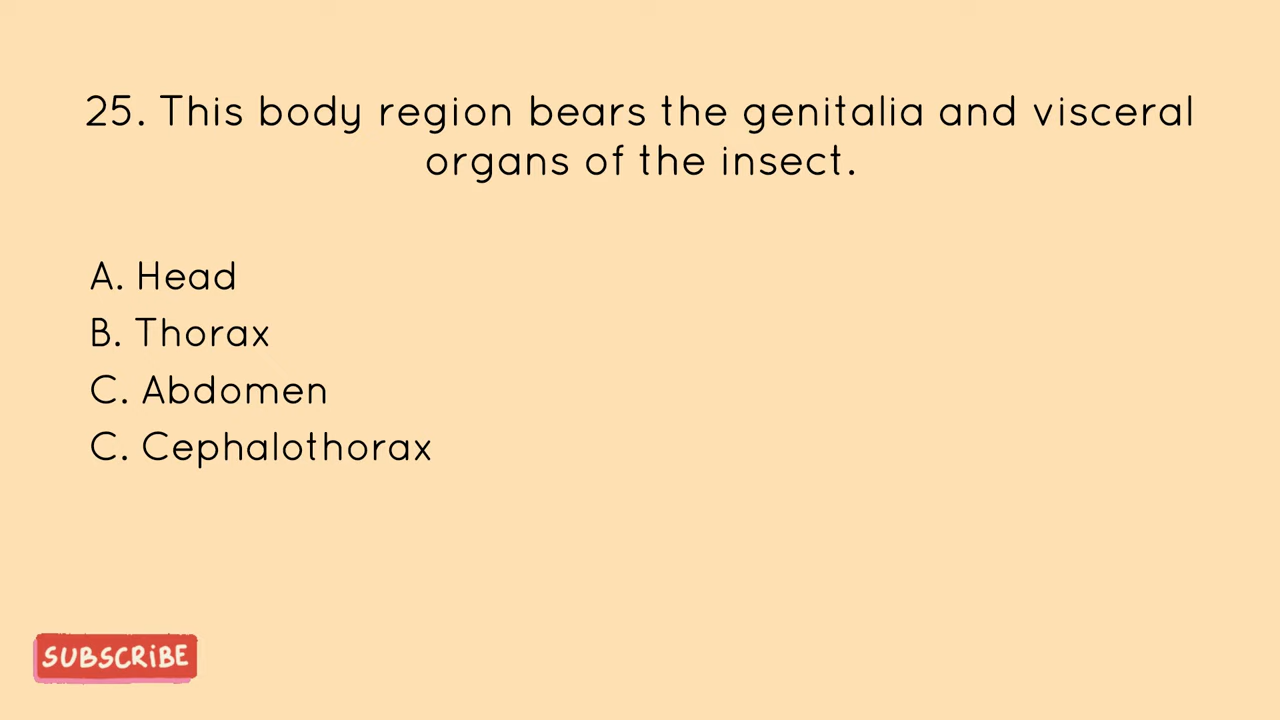 25. This body region bears the genitalia and visceral
organs of the insect.
A. Head
B. Thorax
C. Abdomen
C. Cephalothorax
SUBSCRiBE